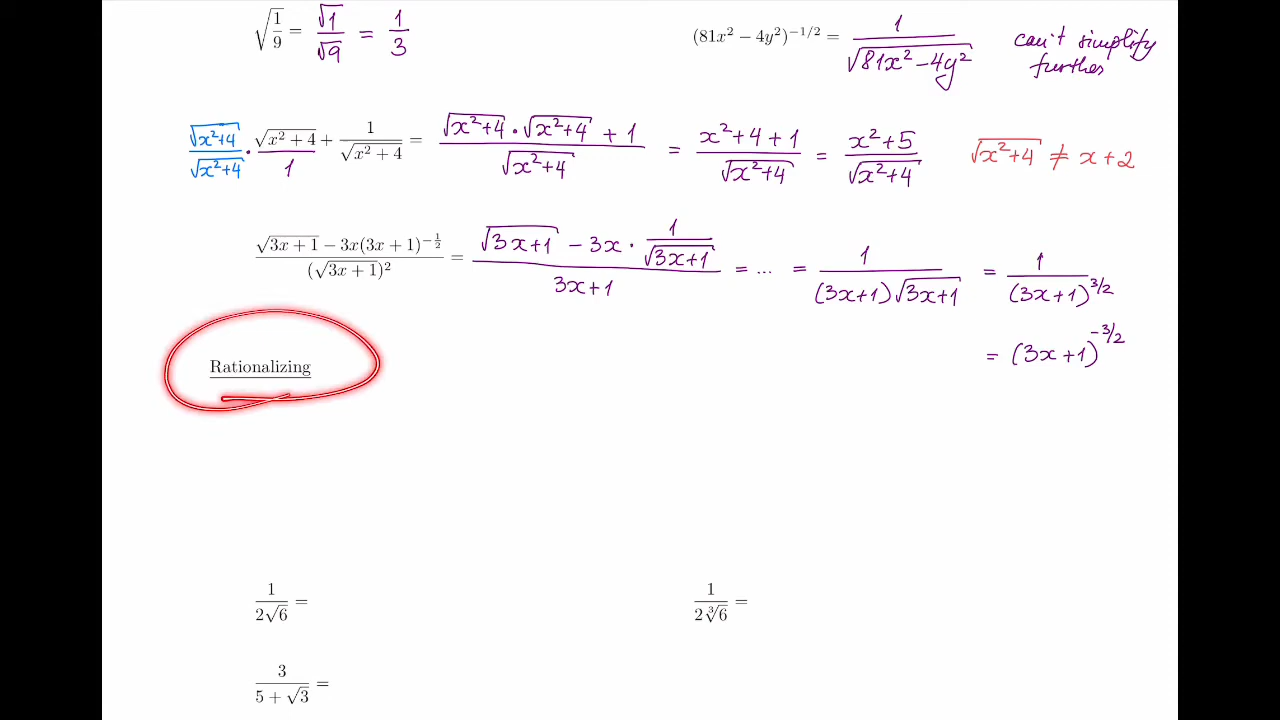 √(1/9) = √1/√9 = 1/3
(81x² − 4y²)^(−1/2) = 1/√(81x² − 4y²) can't simplify
further
√(x²+4)/√(x²+4) • √(x² + 4)/1 + 1/√(x² + 4) = (√(x²+4) • √(x²+4) + 1)/√(x²+4) = (x² + 4 + 1)/√(x²+4) = (x² + 5)/√(x²+4) √(x²+4) ≠ x + 2
(√(3x + 1) − 3x(3x + 1)^(−1/2))/(√(3x + 1))² = (√(3x+1) − 3x • 1/√(3x+1))/(3x+1) = ... = 1/((3x+1)√(3x+1)) = 1/(3x+1)^(3/2)
= (3x+1)^(−3/2)
Rationalizing
1/(2√6) =
1/(2∛6) =
3/(5 + √3) =